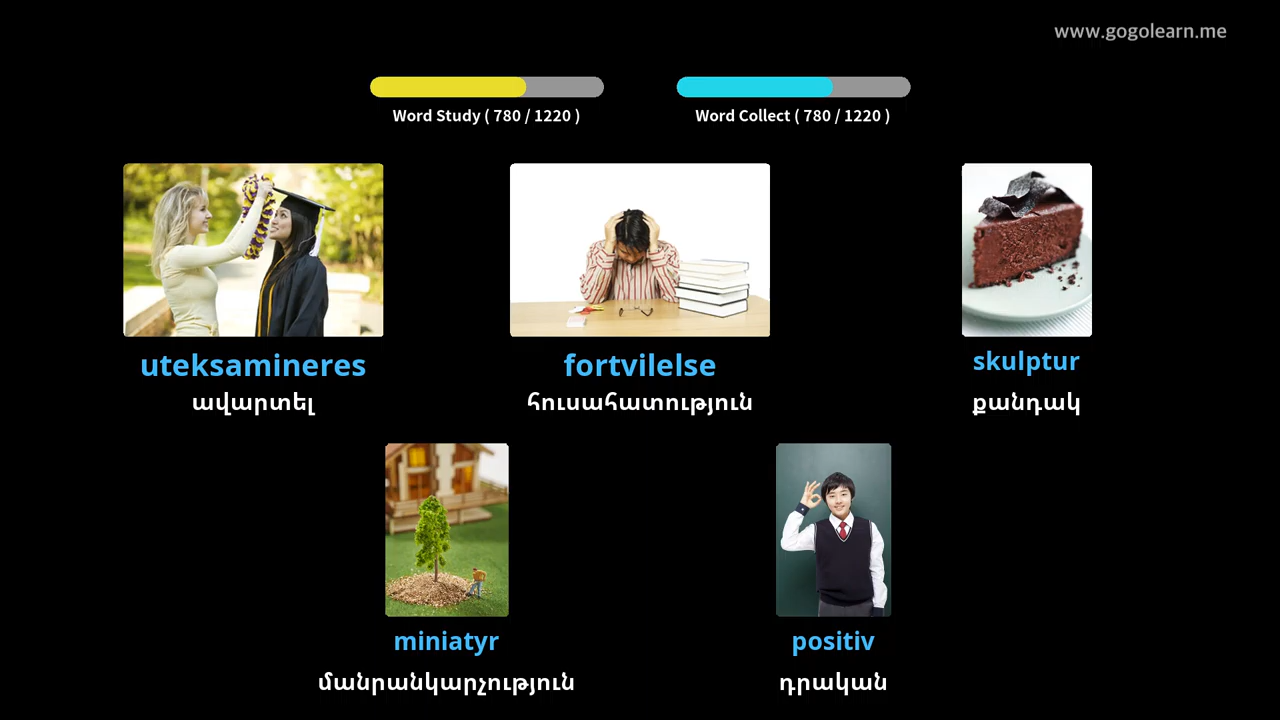 www.gogolearn.me
Word Study ( 780 / 1220 )
Word Collect ( 780 / 1220 )
uteksamineres
ավարտել
fortvilelse
հուսահատություն
skulptur
քանդակ
miniatyr
մանրանկարչություն
positiv
դրական